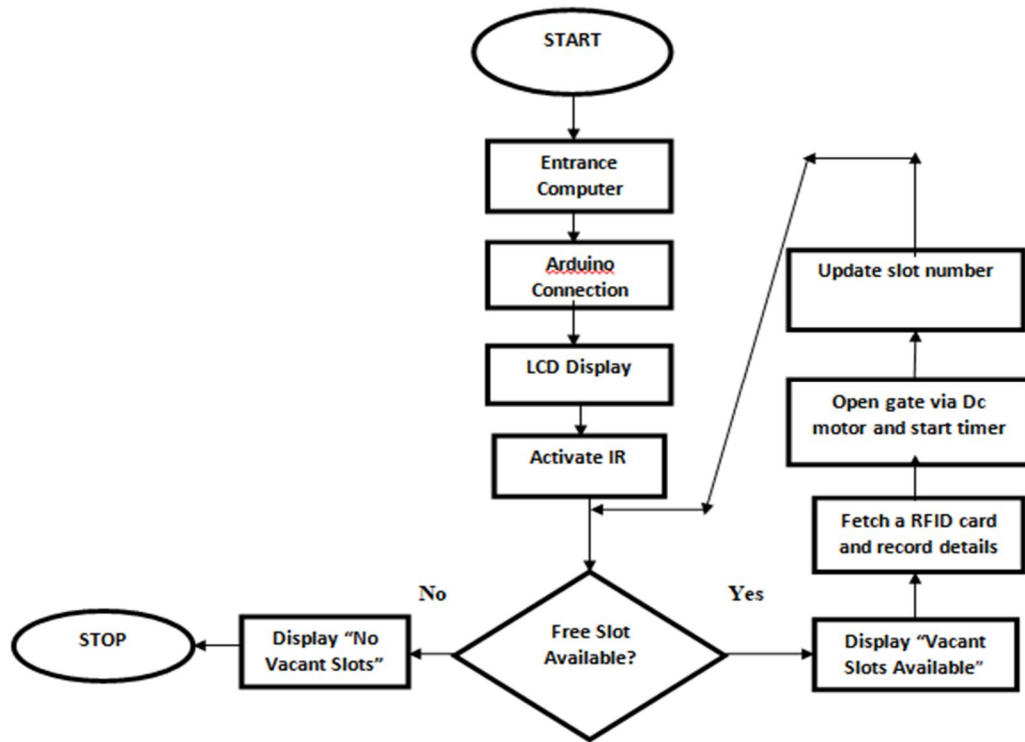 START
Entrance
Computer
Arduino
Connection
LCD Display
Activate IR
Free Slot
Available?
No
Display “No
Vacant Slots”
STOP
Yes
Display “Vacant
Slots Available”
Fetch a RFID card
and record details
Open gate via Dc
motor and start timer
Update slot number